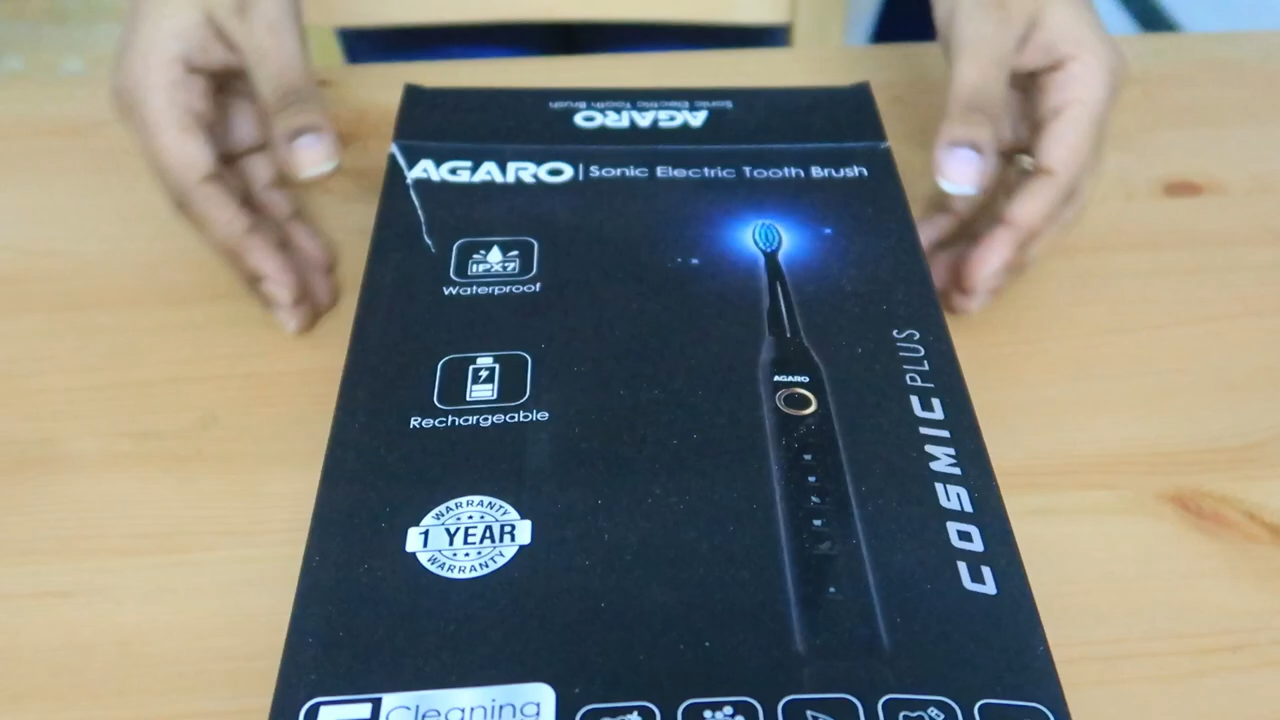 Sonic Electric Tooth Brush
AGARO
AGARO | Sonic Electric Tooth Brush
IPX7
Waterproof
Rechargeable
WARRANTY
1 YEAR
WARRANTY
AGARO
COSMIC PLUS
Cleaning